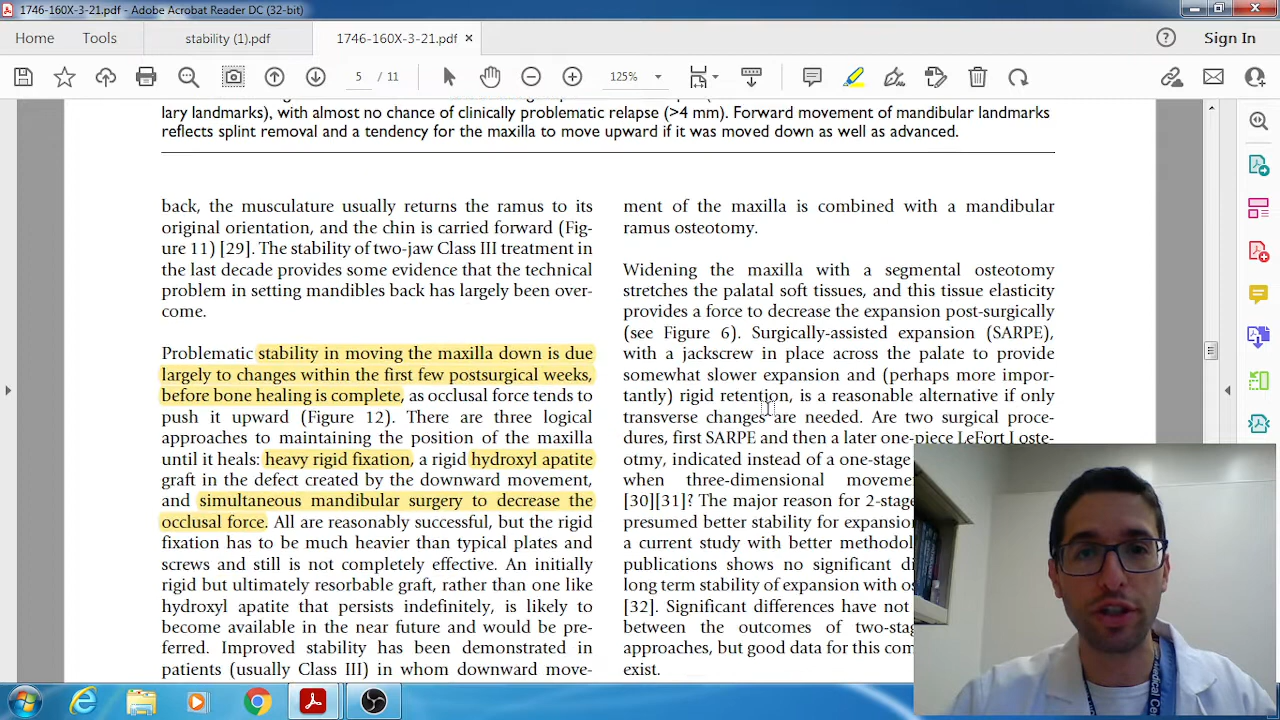 1746-160X-3-21.pdf - Adobe Acrobat Reader DC (32-bit)
Home
Tools
stability (1).pdf
1746-160X-3-21.pdf
Sign In
5 / 11
125%
lary landmarks), with almost no chance of clinically problematic relapse (>4 mm). Forward movement of mandibular landmarks
reflects splint removal and a tendency for the maxilla to move upward if it was moved down as well as advanced.
back, the musculature usually returns the ramus to its
original orientation, and the chin is carried forward (Fig-
ure 11) [29]. The stability of two-jaw Class III treatment in
the last decade provides some evidence that the technical
problem in setting mandibles back has largely been over-
come.
Problematic stability in moving the maxilla down is due
largely to changes within the first few postsurgical weeks,
before bone healing is complete, as occlusal force tends to
push it upward (Figure 12). There are three logical
approaches to maintaining the position of the maxilla
until it heals: heavy rigid fixation, a rigid hydroxyl apatite
graft in the defect created by the downward movement,
and simultaneous mandibular surgery to decrease the
occlusal force. All are reasonably successful, but the rigid
fixation has to be much heavier than typical plates and
screws and still is not completely effective. An initially
rigid but ultimately resorbable graft, rather than one like
hydroxyl apatite that persists indefinitely, is likely to
become available in the near future and would be pre-
ferred. Improved stability has been demonstrated in
patients (usually Class III) in whom downward move-
ment of the maxilla is combined with a mandibular
ramus osteotomy.
Widening the maxilla with a segmental osteotomy
stretches the palatal soft tissues, and this tissue elasticity
provides a force to decrease the expansion post-surgically
(see Figure 6). Surgically-assisted expansion (SARPE),
with a jackscrew in place across the palate to provide
somewhat slower expansion and (perhaps more impor-
tantly) rigid retention, is a reasonable alternative if only
transverse changes are needed. Are two surgical proce-
dures, first SARPE and then a later one-piece LeFort I oste-
otomy, indicated instead of a one-stage
when three-dimensional
[30][31]? The major reason for 2-stage
presumed better stability for expansion
a current study with better
publications shows no significant
long term stability of expansion with
[32]. Significant differences have not
between the outcomes of
approaches, but good data for this
exist.